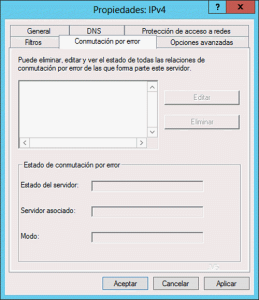 Propiedades: IPv4
General DNS Protección de acceso a redes
Filtros Conmutación por error Opciones avanzadas
Puede eliminar, editar y ver el estado de todas las relaciones de
conmutación por error de las que forma parte este servidor.
Editar
Eliminar
Estado de conmutación por error
Estado del servidor:
Servidor asociado:
Modo:
Aceptar Cancelar Aplicar